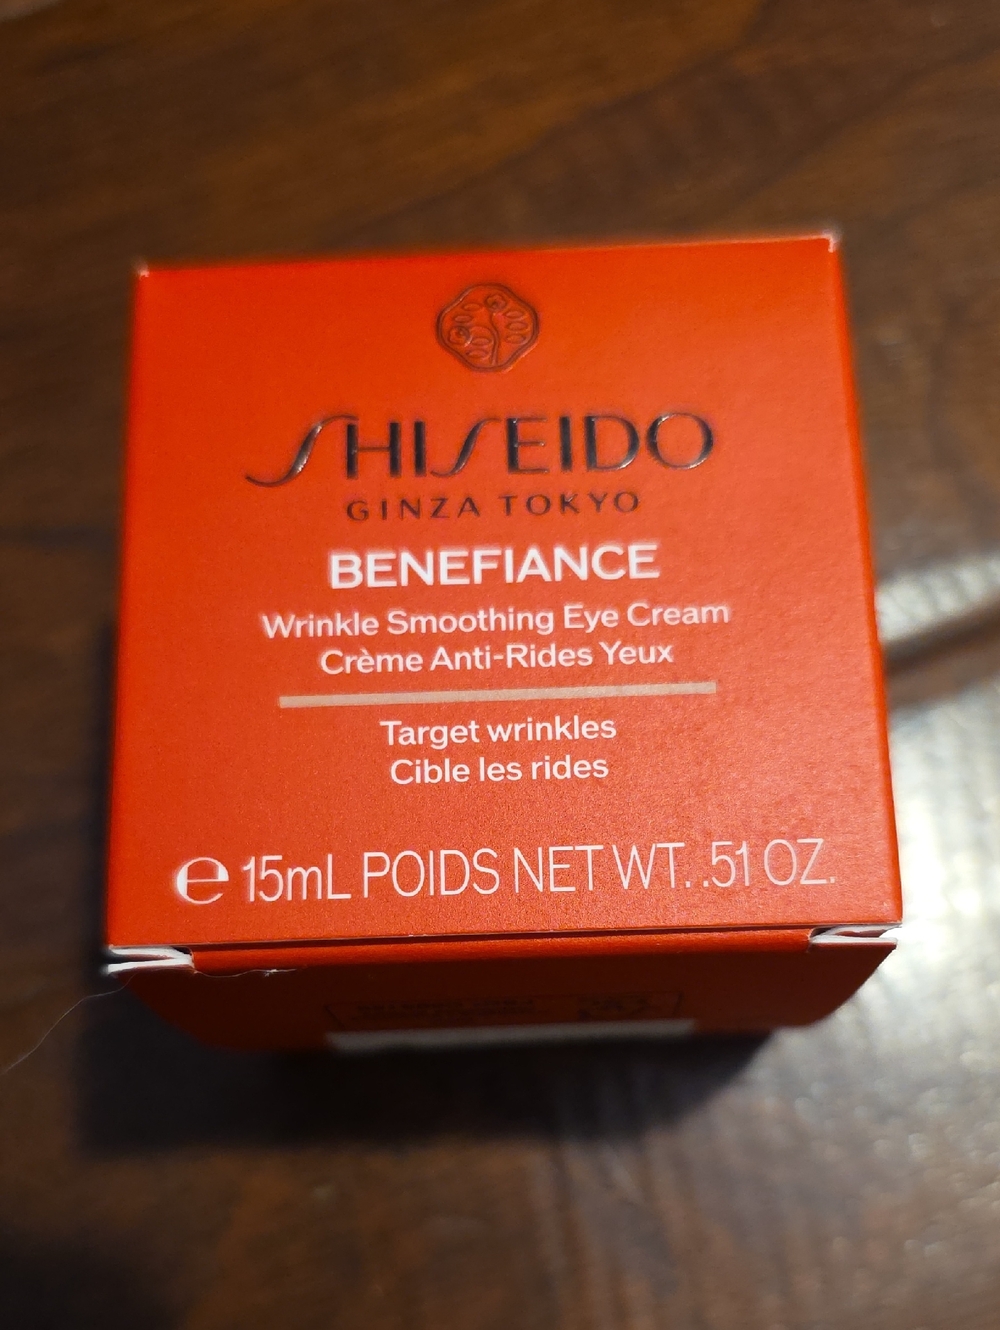 SHISEIDO
GINZA TOKYO
BENEFIANCE
Wrinkle Smoothing Eye Cream
Crème Anti-Rides Yeux
Target wrinkles
Cible les rides
℮ 15mL POIDS NET WT. .51 OZ.